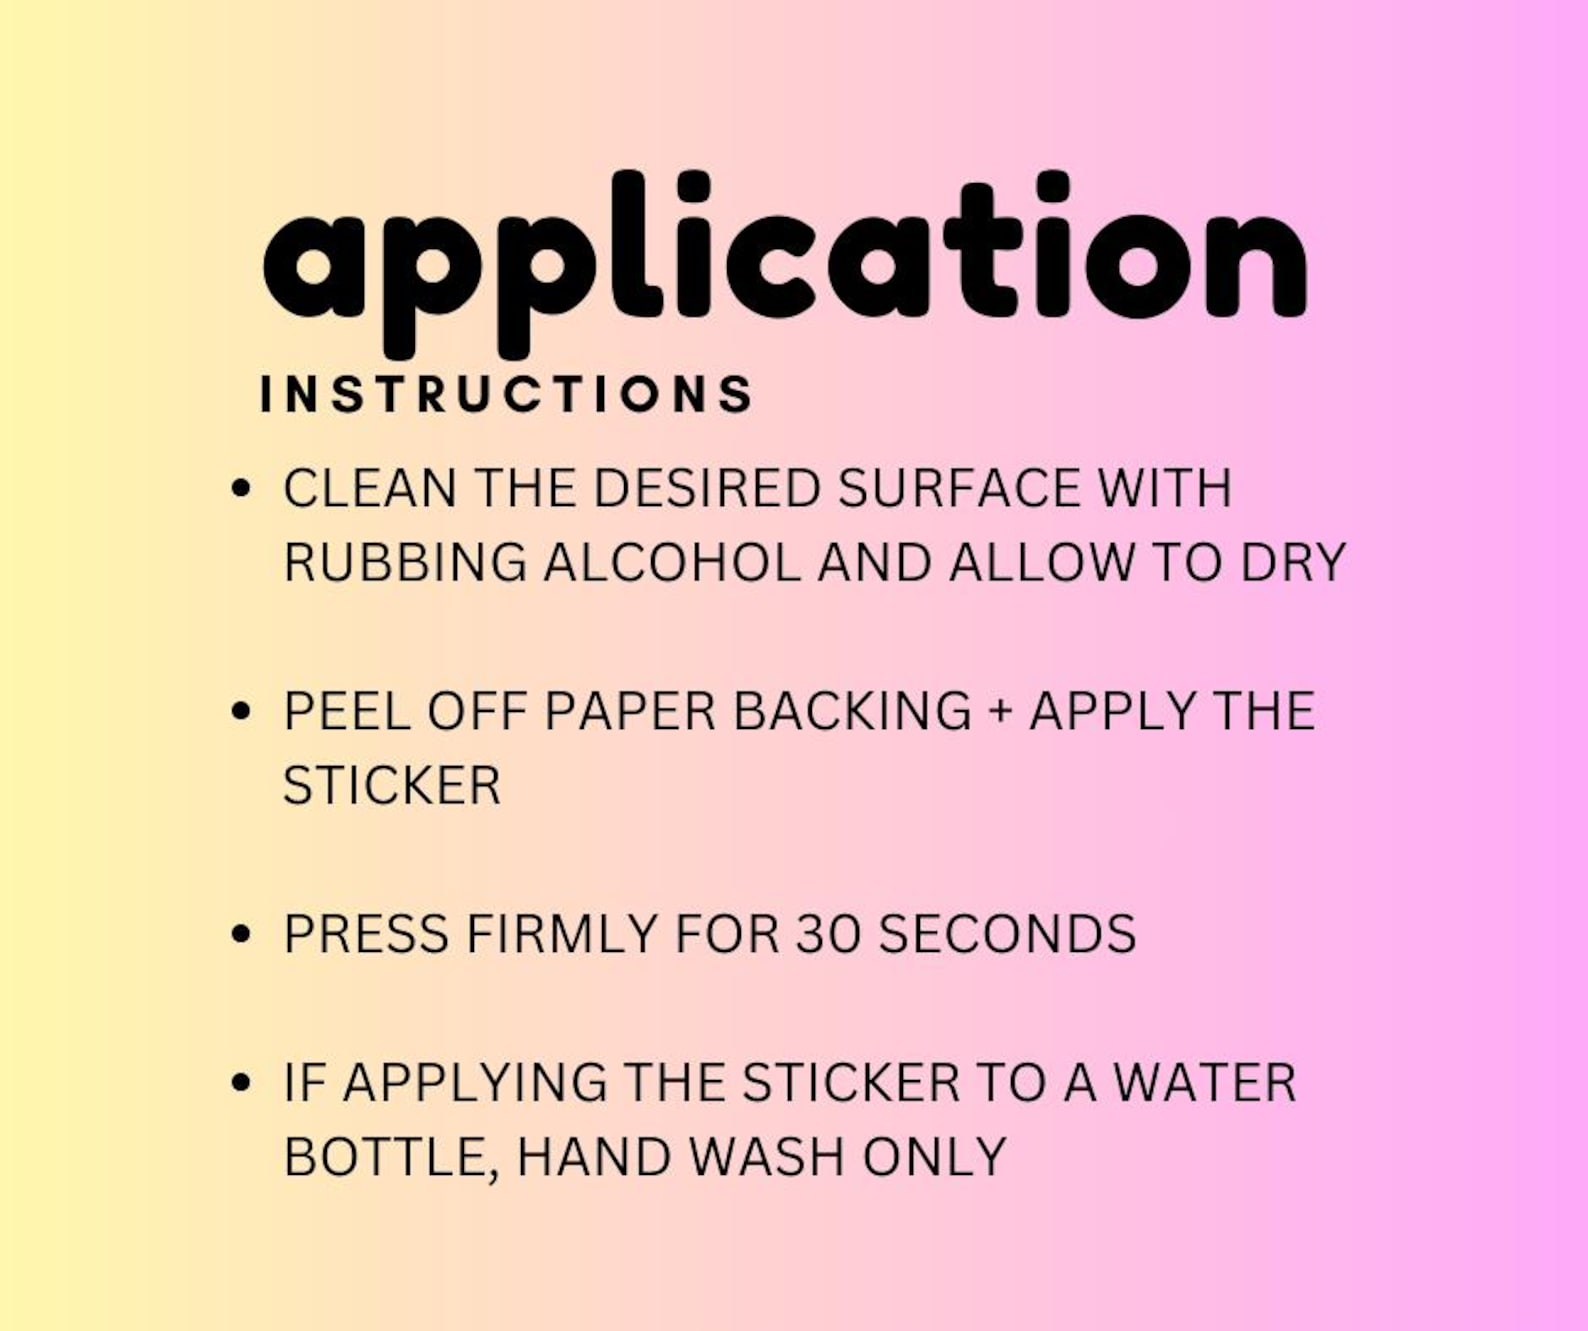 application
INSTRUCTIONS
• CLEAN THE DESIRED SURFACE WITH
RUBBING ALCOHOL AND ALLOW TO DRY
• PEEL OFF PAPER BACKING + APPLY THE
STICKER
• PRESS FIRMLY FOR 30 SECONDS
• IF APPLYING THE STICKER TO A WATER
BOTTLE, HAND WASH ONLY